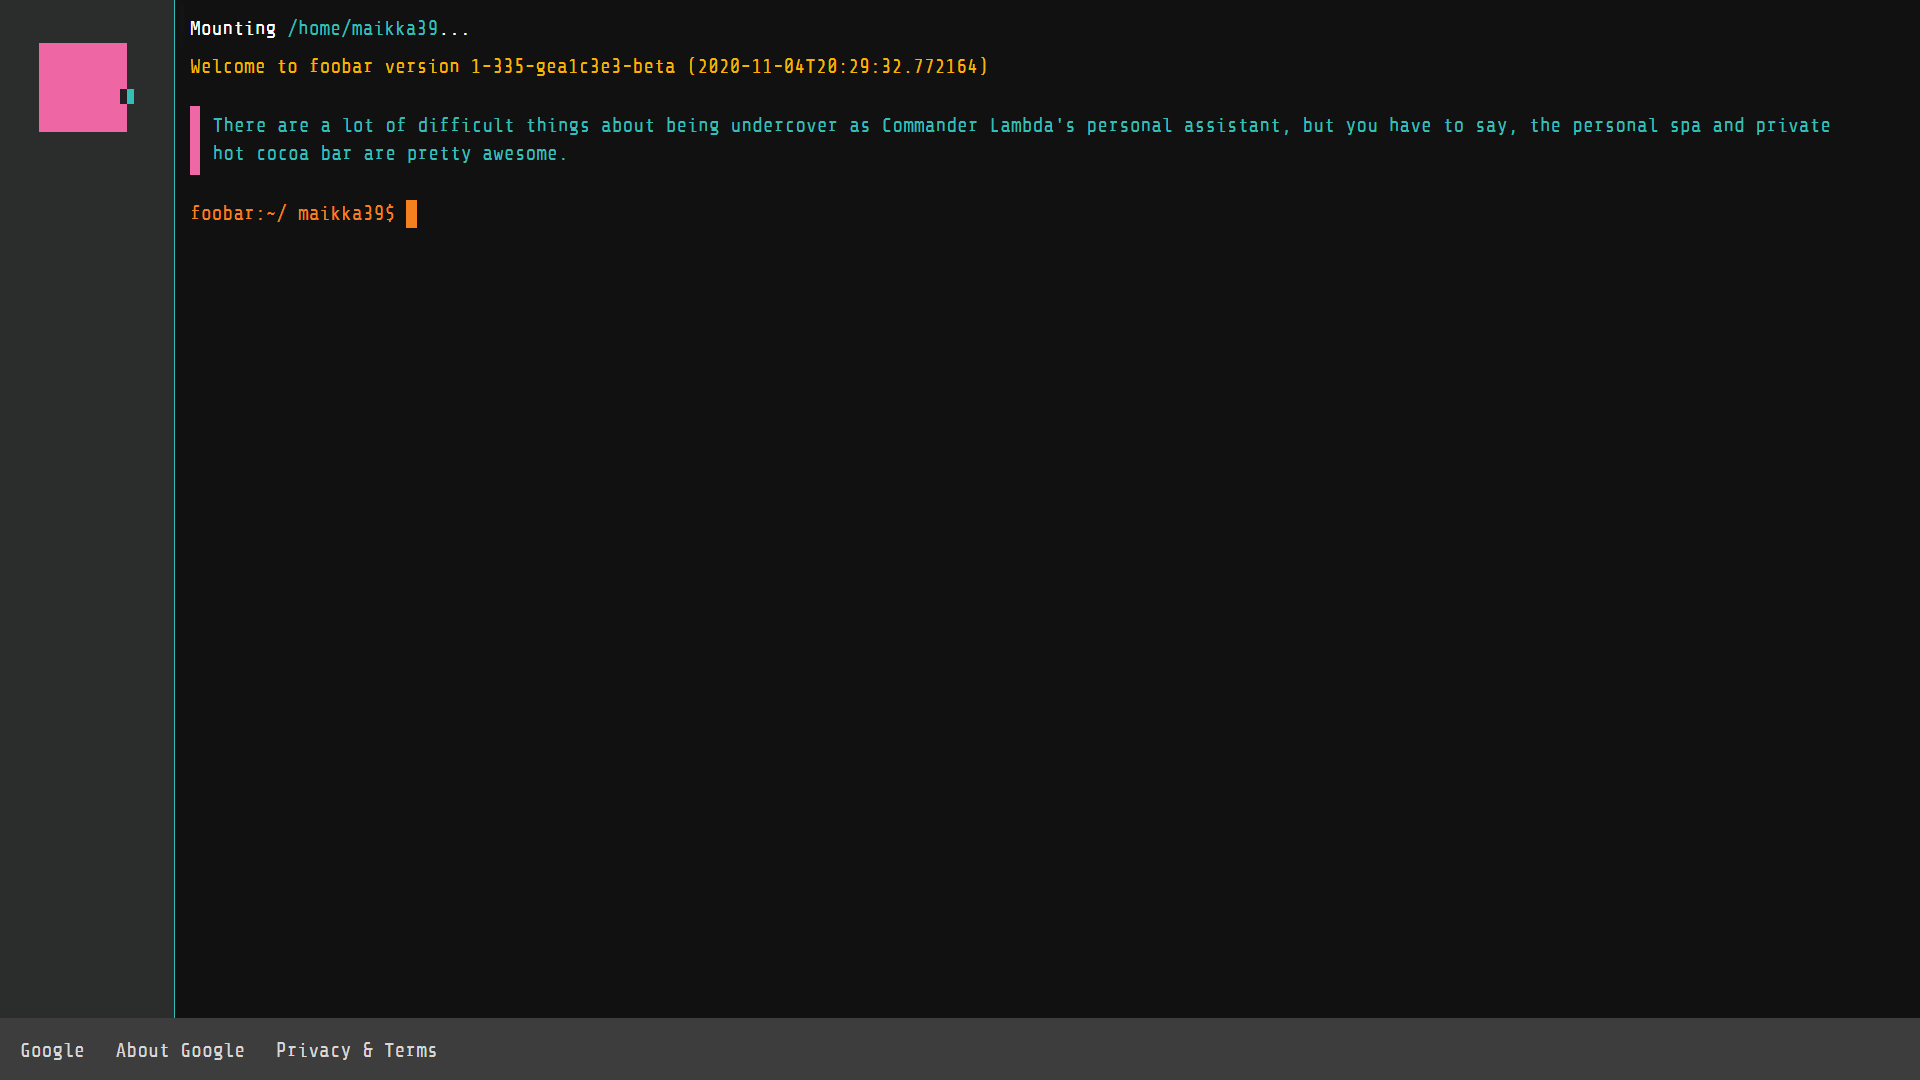 Mounting /home/maikka39...
Welcome to foobar version 1-335-gea1c3e3-beta (2020-11-04T20:29:32.772164)
There are a lot of difficult things about being undercover as Commander Lambda's personal assistant, but you have to say, the personal spa and private
hot cocoa bar are pretty awesome.
foobar:~/ maikka39$
Google About Google Privacy & Terms